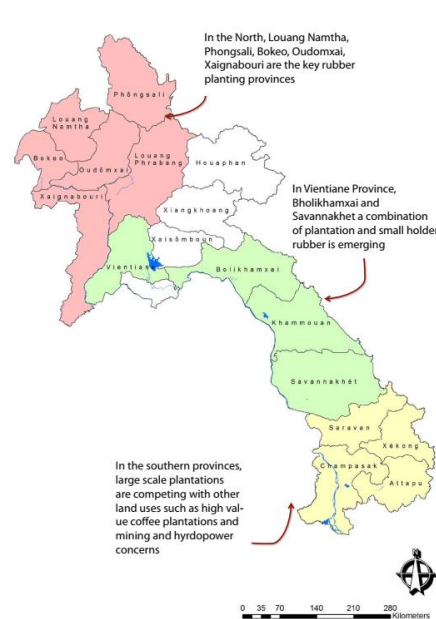 In the North, Louang Namtha,
Phongsali, Bokeo, Oudomxai,
Xaignabouri are the key rubber
planting provinces
Phôngsali
Louang
Namtha
Bokeo
Oudômxai
Louang
Phrabang
Houaphan
Xaignabouri
Xiangkhoang
Xaisômboun
Vientiane
Bolikhamxai
In Vientiane Province,
Bholikhamxai and
Savannakhet a combination
of plantation and small holder
rubber is emerging
Khammouan
Savannakhét
Saravan
Xékong
Champasak
Attapu
In the southern provinces,
large scale plantations
are competing with other
land uses such as high val-
ue coffee plantations and
mining and hyrdopower
concerns
0 35 70 140 210 280
Kilometers